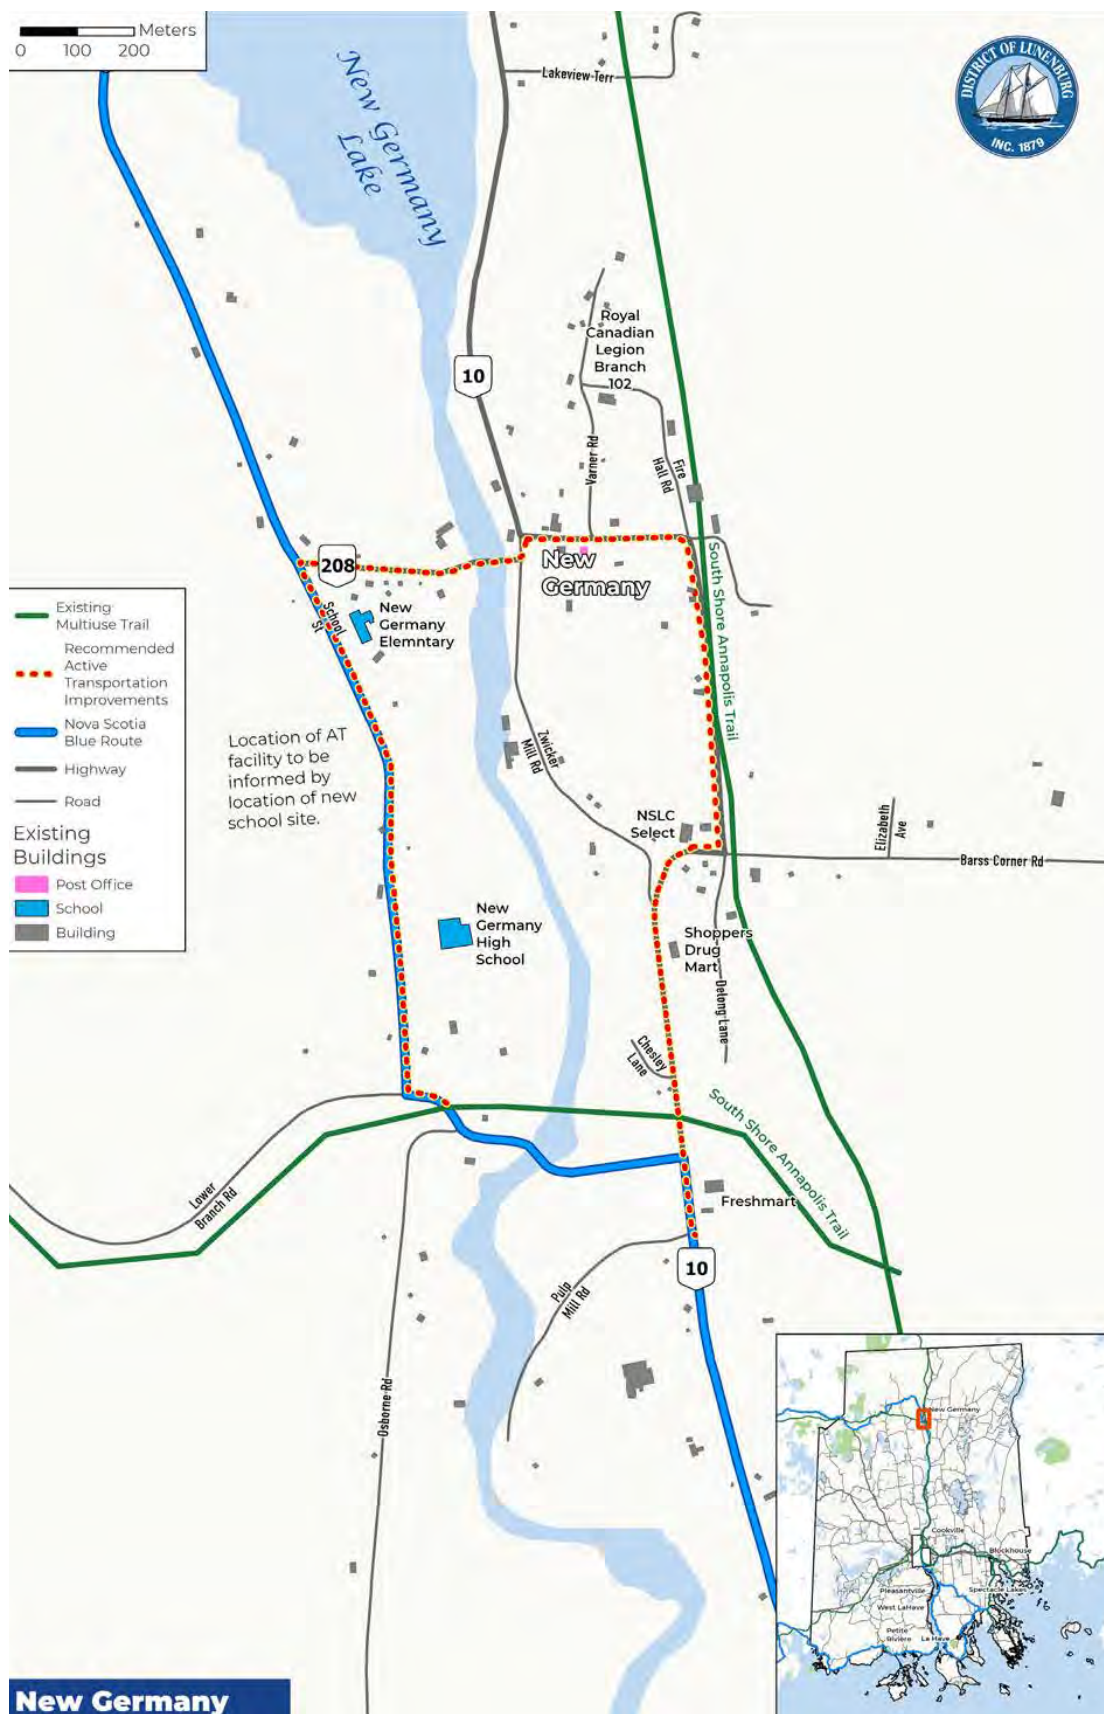 Meters
0 100 200
New Germany
Lake
DISTRICT OF LUNENBURG
INC. 1879
Lakeview Terr
10
Royal
Canadian
Legion
Branch
102
Varner Rd
Fire
Hall Rd
208
New
Germany
School
St
New
Germany
Elemntary
South Shore Annapolis Trail
Existing
Multiuse Trail
Recommended
Active
Transportation
Improvements
Nova Scotia
Blue Route
Highway
Road
Existing
Buildings
Post Office
School
Building
Location of AT
facility to be
informed by
location of new
school site.
Zwicker
Mill Rd
NSLC
Select
Elizabeth
Ave
Barss Corner Rd
New
Germany
High
School
Shoppers
Drug
Mart
Delong Lane
Chesley
Lane
South Shore Annapolis Trail
Lower
Branch Rd
Freshmart
10
Pulp
Mill Rd
Osborne Rd
New Germany
Cookville
Blockhouse
Pleasantville
Spectacle Lakes
West LaHave
Petite
Rivière
La Have
New Germany